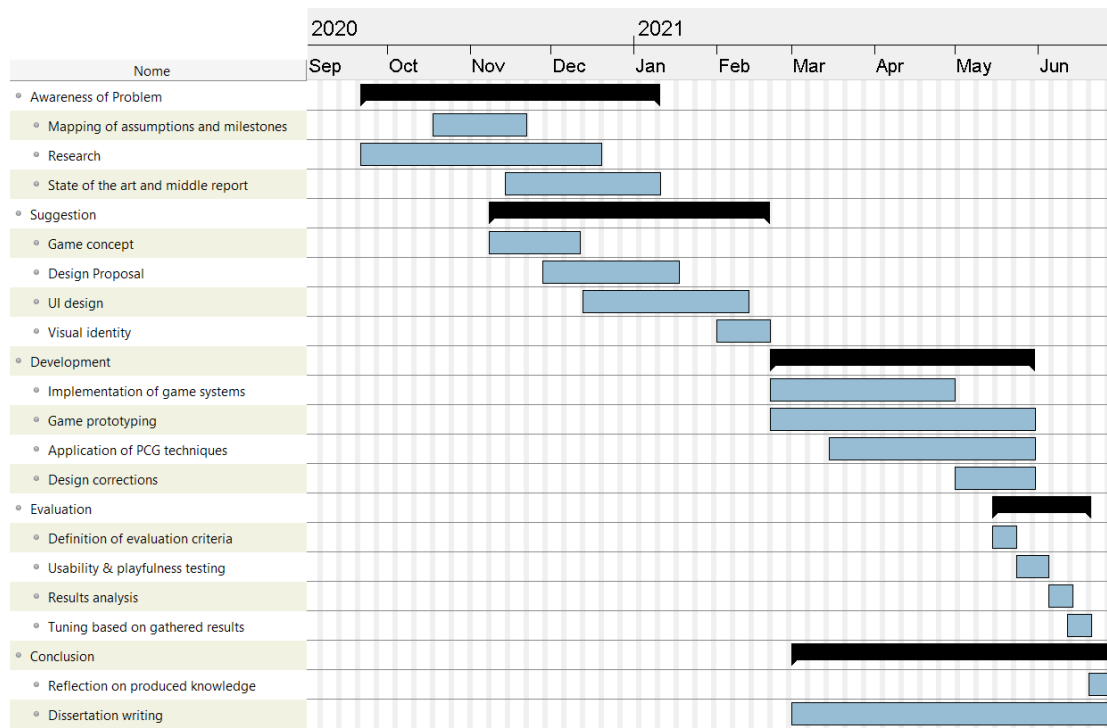 2020 2021
Nome Sep Oct Nov Dec Jan Feb Mar Apr May Jun
Awareness of Problem
Mapping of assumptions and milestones
Research
State of the art and middle report
Suggestion
Game concept
Design Proposal
UI design
Visual identity
Development
Implementation of game systems
Game prototyping
Application of PCG techniques
Design corrections
Evaluation
Definition of evaluation criteria
Usability & playfulness testing
Results analysis
Tuning based on gathered results
Conclusion
Reflection on produced knowledge
Dissertation writing